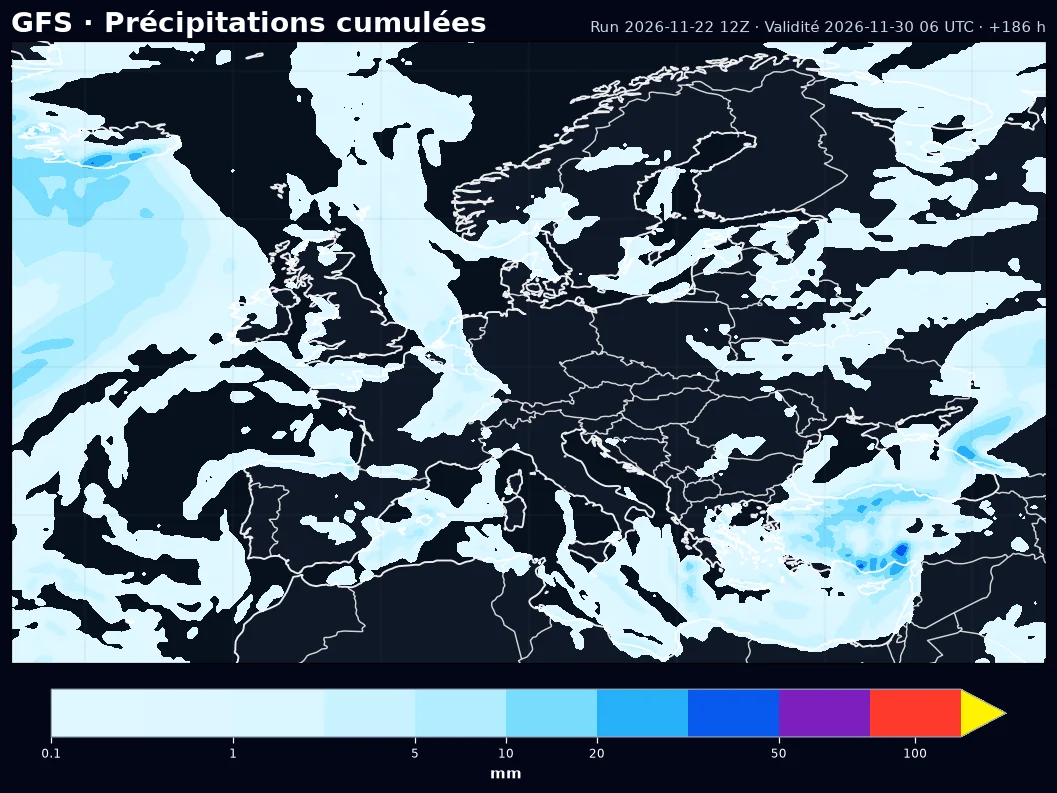 GFS · Précipitations cumulées
Run 2026-11-22 12Z · Validité 2026-11-30 06 UTC · +186 h
0.1 1 5 10 20 50 100
mm